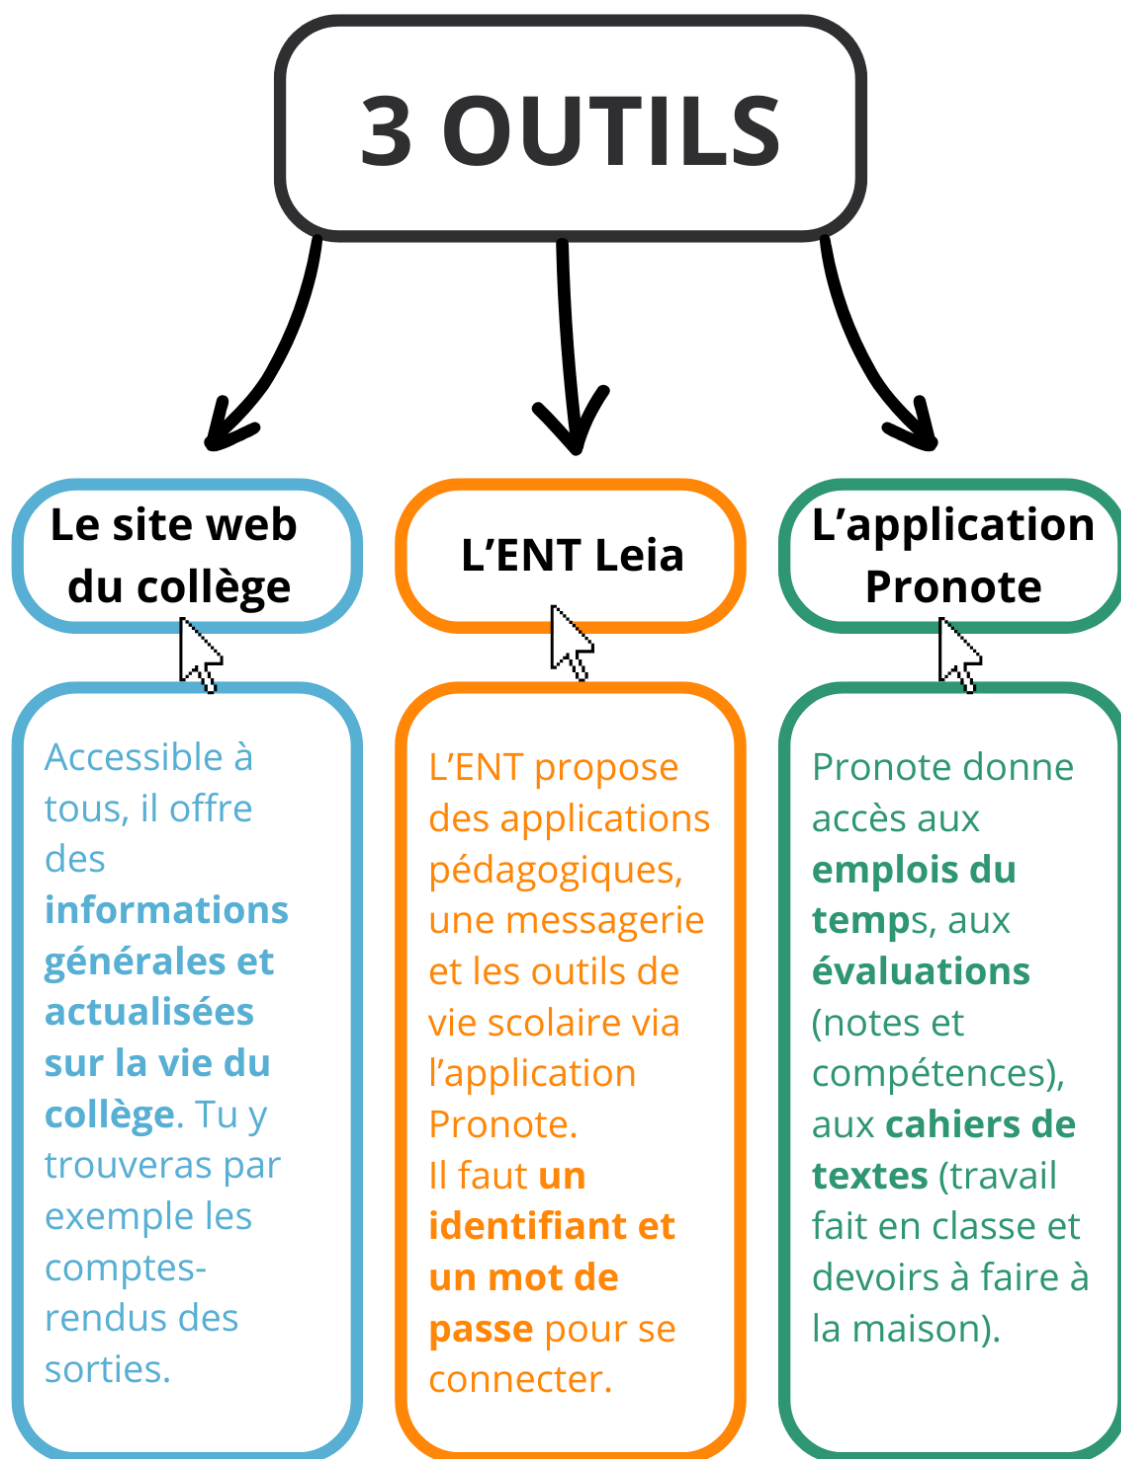 3 OUTILS
Le site web
du collège
Accessible à
tous, il offre
des
informations
générales et
actualisées
sur la vie du
collège. Tu y
trouveras par
exemple les
comptes-
rendus des
sorties.
L’ENT Leia
L’ENT propose
des applications
pédagogiques,
une messagerie
et les outils de
vie scolaire via
l’application
Pronote.
Il faut un
identifiant et
un mot de
passe pour se
connecter.
L’application
Pronote
Pronote donne
accès aux
emplois du
temps, aux
évaluations
(notes et
compétences),
aux cahiers de
textes (travail
fait en classe et
devoirs à faire à
la maison).